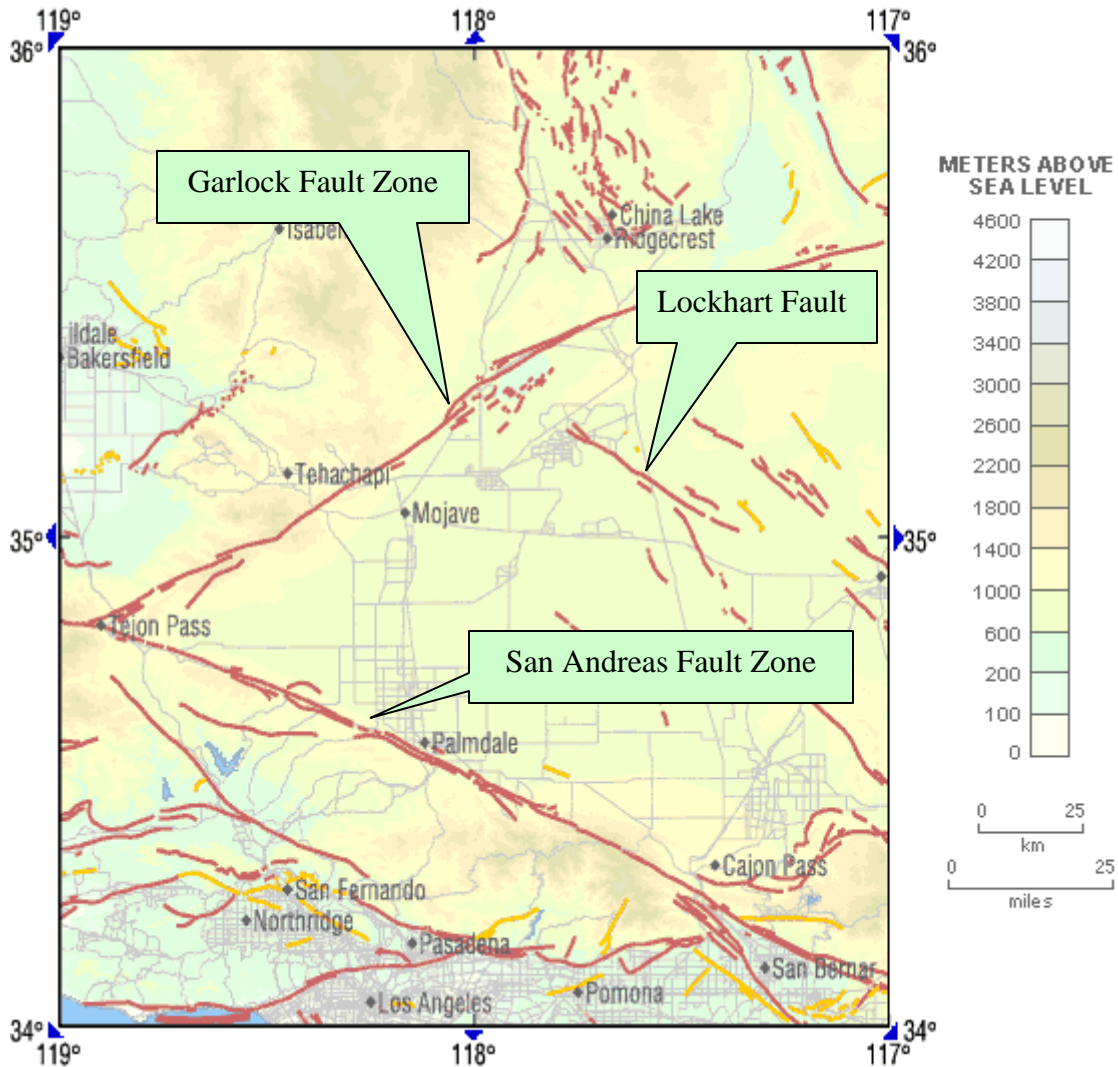 119°
118°
117°
36°
36°
METERS ABOVE
SEA LEVEL
Garlock Fault Zone
China Lake
Ridgecrest
Isabel
Lockhart Fault
ildale
Bakersfield
Tehachapi
Mojave
35°
35°
Tejon Pass
San Andreas Fault Zone
Palmdale
Cajon Pass
San Fernando
Northridge
Pasadena
San Bernar
Pomona
Los Angeles
34°
34°
119°
118°
117°
4600
4200
3800
3400
3000
2600
2200
1800
1400
1000
600
200
100
0
0 25
km
0 25
miles